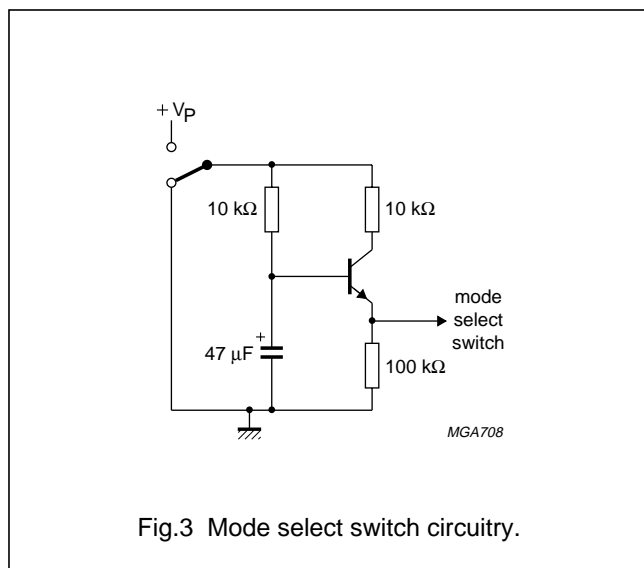 + VP
10 kΩ
10 kΩ
mode
select
switch
+
47 µF
100 kΩ
MGA708
Fig.3 Mode select switch circuitry.